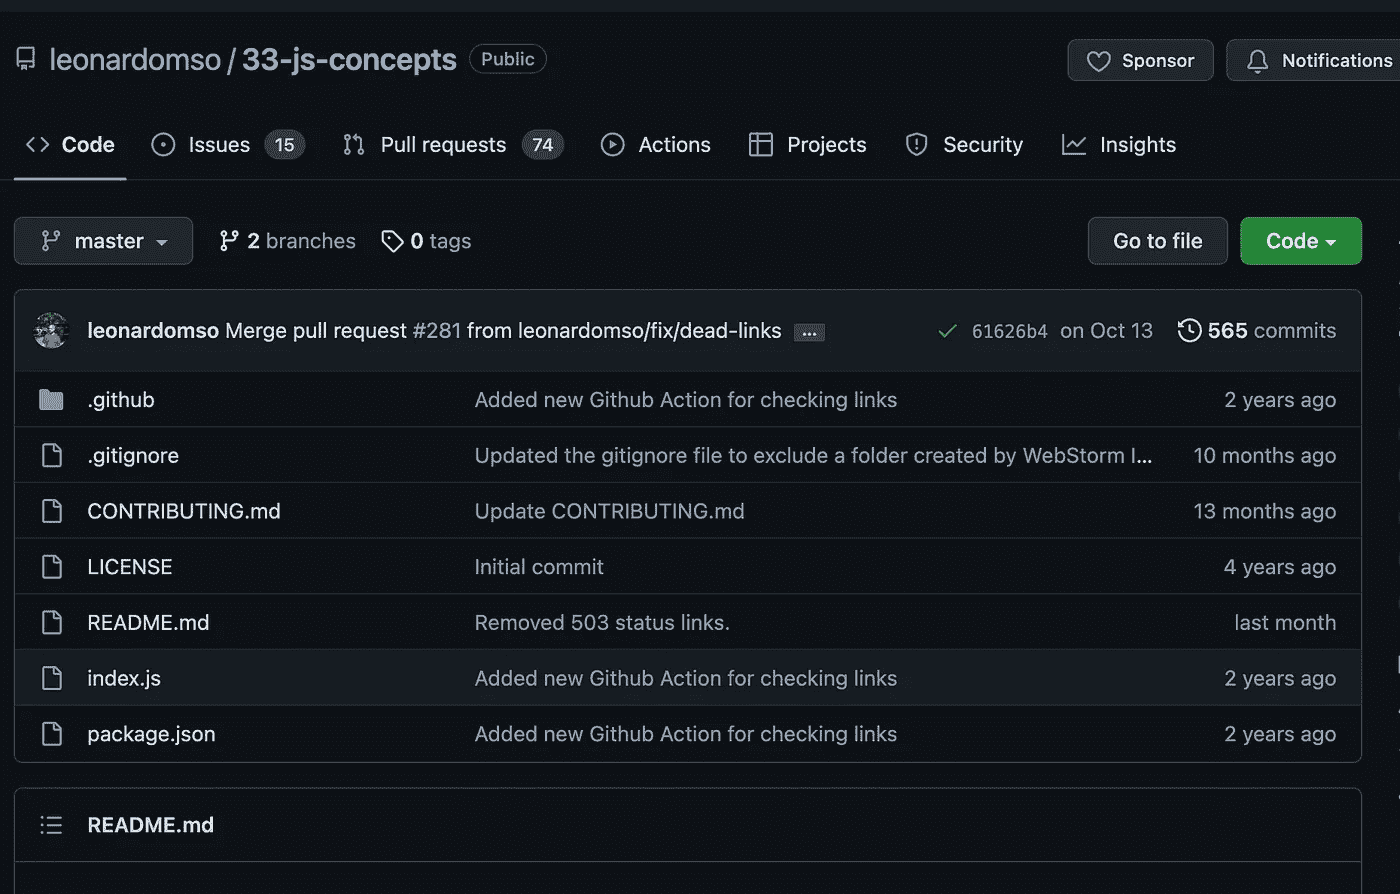 leonardomso / 33-js-concepts Public Sponsor Notifications
Code Issues 15 Pull requests 74 Actions Projects Security Insights
master 2 branches 0 tags Go to file Code
leonardomso Merge pull request #281 from leonardomso/fix/dead-links ... 61626b4 on Oct 13 565 commits
.github Added new Github Action for checking links 2 years ago
.gitignore Updated the gitignore file to exclude a folder created by WebStorm I... 10 months ago
CONTRIBUTING.md Update CONTRIBUTING.md 13 months ago
LICENSE Initial commit 4 years ago
README.md Removed 503 status links. last month
index.js Added new Github Action for checking links 2 years ago
package.json Added new Github Action for checking links 2 years ago
README.md